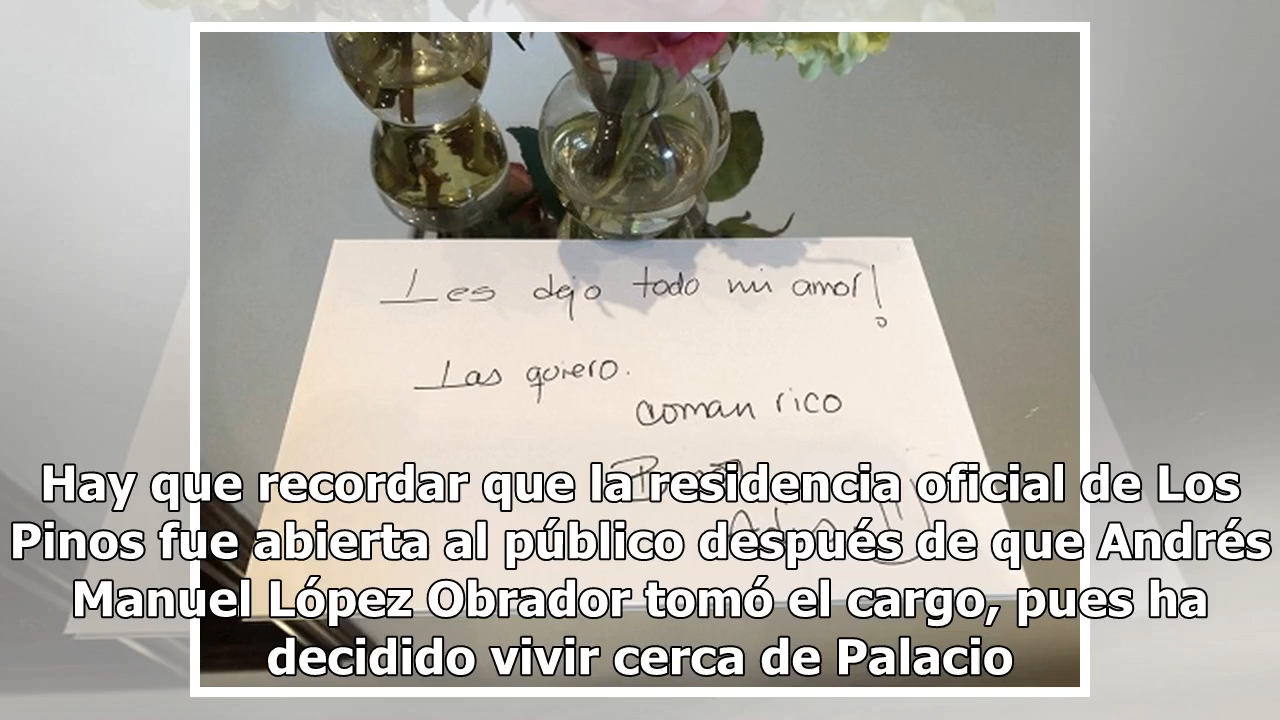 Les dejo todo mi amor!
Las quiero.
coman rico
Hay que recordar que la residencia oficial de Los
Pinos fue abierta al público después de que Andrés
Manuel López Obrador tomó el cargo, pues ha
decidido vivir cerca de Palacio